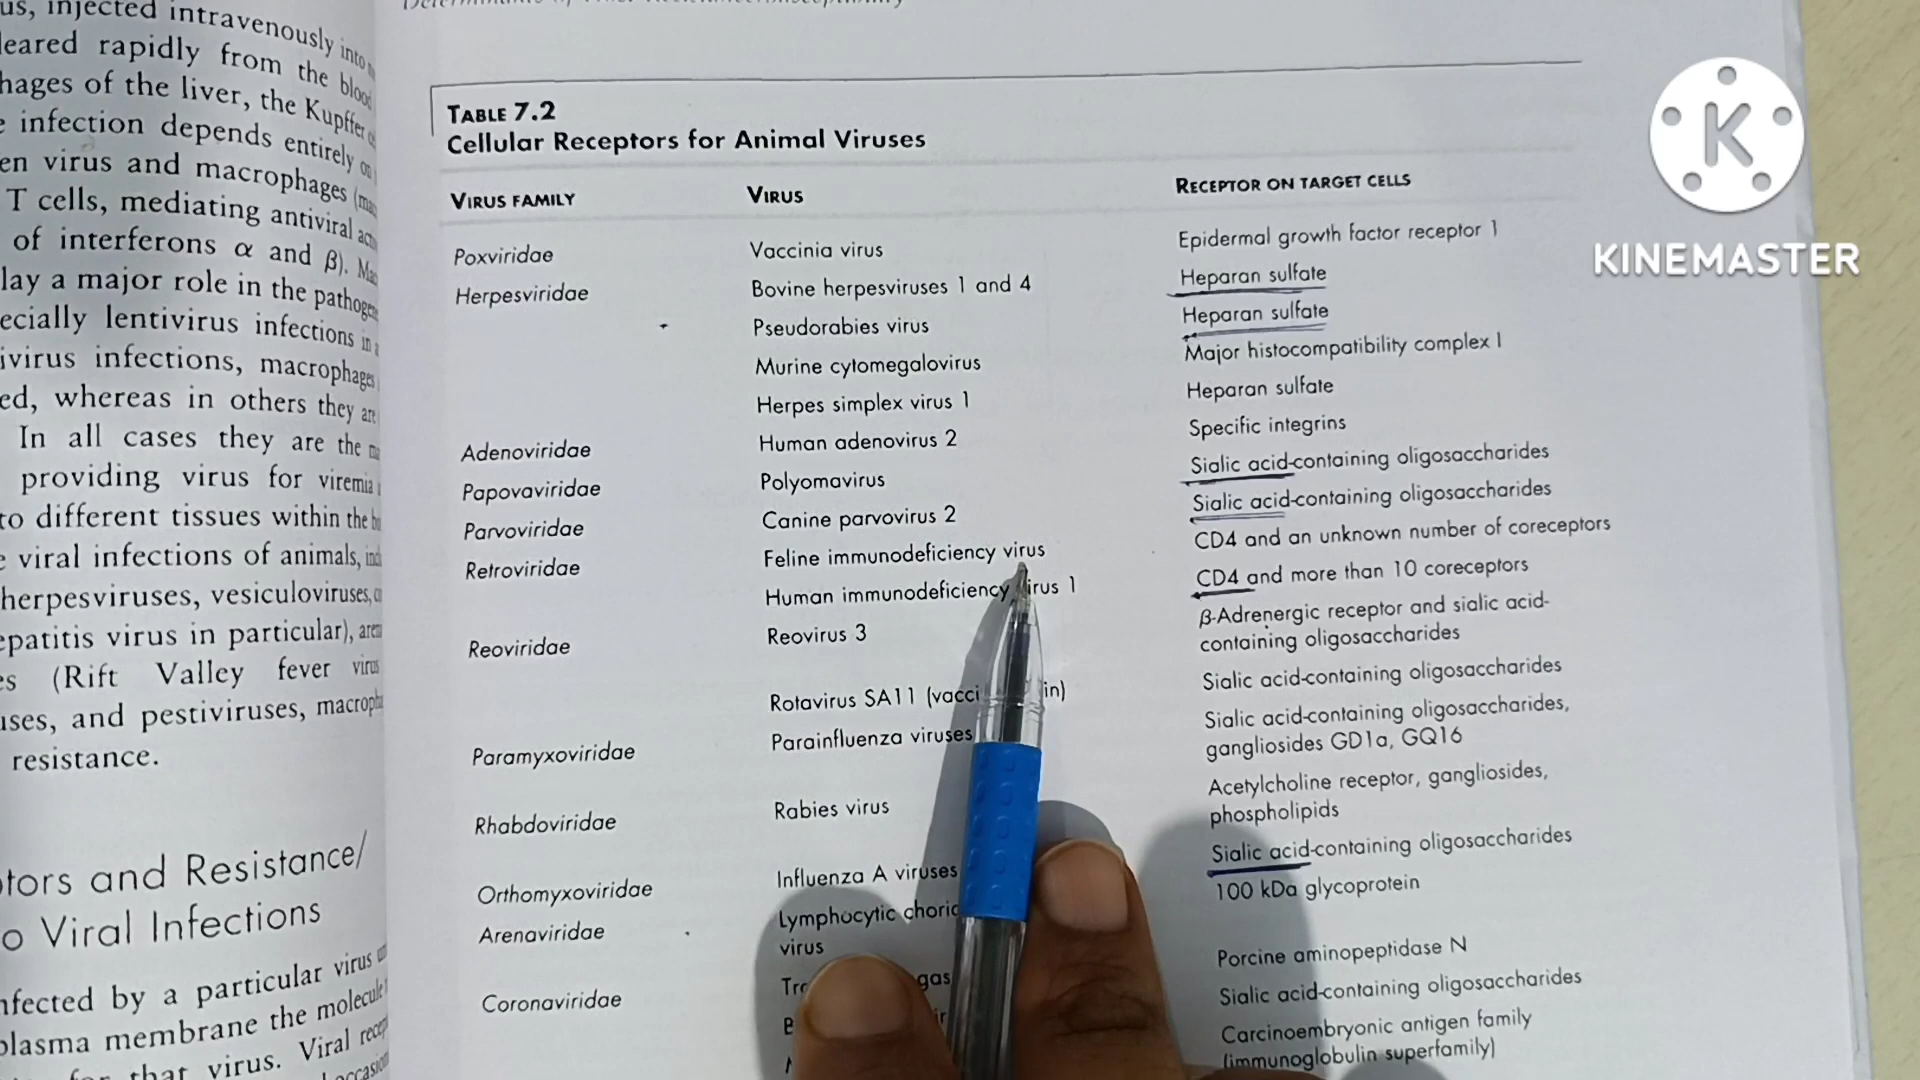 us, injected intravenously into
leared rapidly from the blood
hages of the liver, the Kupffer
e infection depends entirely on
en virus and macrophages
T cells, mediating antiviral
of interferons α and β).
lay a major role in the
ecially lentivirus infections in
ivirus infections, macrophages
ed, whereas in others they are
In all cases they are the
providing virus for viremia
to different tissues within the
e viral infections of animals,
herpesviruses, vesiculoviruses,
epatitis virus in particular),
es (Rift Valley fever virus
uses, and pestiviruses,
resistance.
tors and Resistance/
o Viral Infections
nfected by a particular virus
plasma membrane the molecule
for that virus. Viral
TABLE 7.2
Cellular Receptors for Animal Viruses
VIRUS FAMILY VIRUS RECEPTOR ON TARGET CELLS
Poxviridae Vaccinia virus Epidermal growth factor receptor 1
Herpesviridae Bovine herpesviruses 1 and 4 Heparan sulfate
Pseudorabies virus Heparan sulfate
Murine cytomegalovirus Major histocompatibility complex I
Herpes simplex virus 1 Heparan sulfate
Adenoviridae Human adenovirus 2 Specific integrins
Papovaviridae Polyomavirus Sialic acid-containing oligosaccharides
Parvoviridae Canine parvovirus 2 Sialic acid-containing oligosaccharides
Retroviridae Feline immunodeficiency virus CD4 and an unknown number of coreceptors
Human immunodeficiency virus 1 CD4 and more than 10 coreceptors
Reoviridae Reovirus 3 β-Adrenergic receptor and sialic acid-
containing oligosaccharides
Rotavirus SA11 (vacci in) Sialic acid-containing oligosaccharides
Paramyxoviridae Parainfluenza viruses Sialic acid-containing oligosaccharides,
gangliosides GD1a, GQ16
Rhabdoviridae Rabies virus Acetylcholine receptor, gangliosides,
phospholipids
Orthomyxoviridae Influenza A viruses Sialic acid-containing oligosaccharides
Arenaviridae Lymphocytic 100 kDa glycoprotein
virus
Coronaviridae Porcine aminopeptidase N
Sialic acid-containing oligosaccharides
Carcinoembryonic antigen family
(immunoglobulin superfamily)
K
KINEMASTER